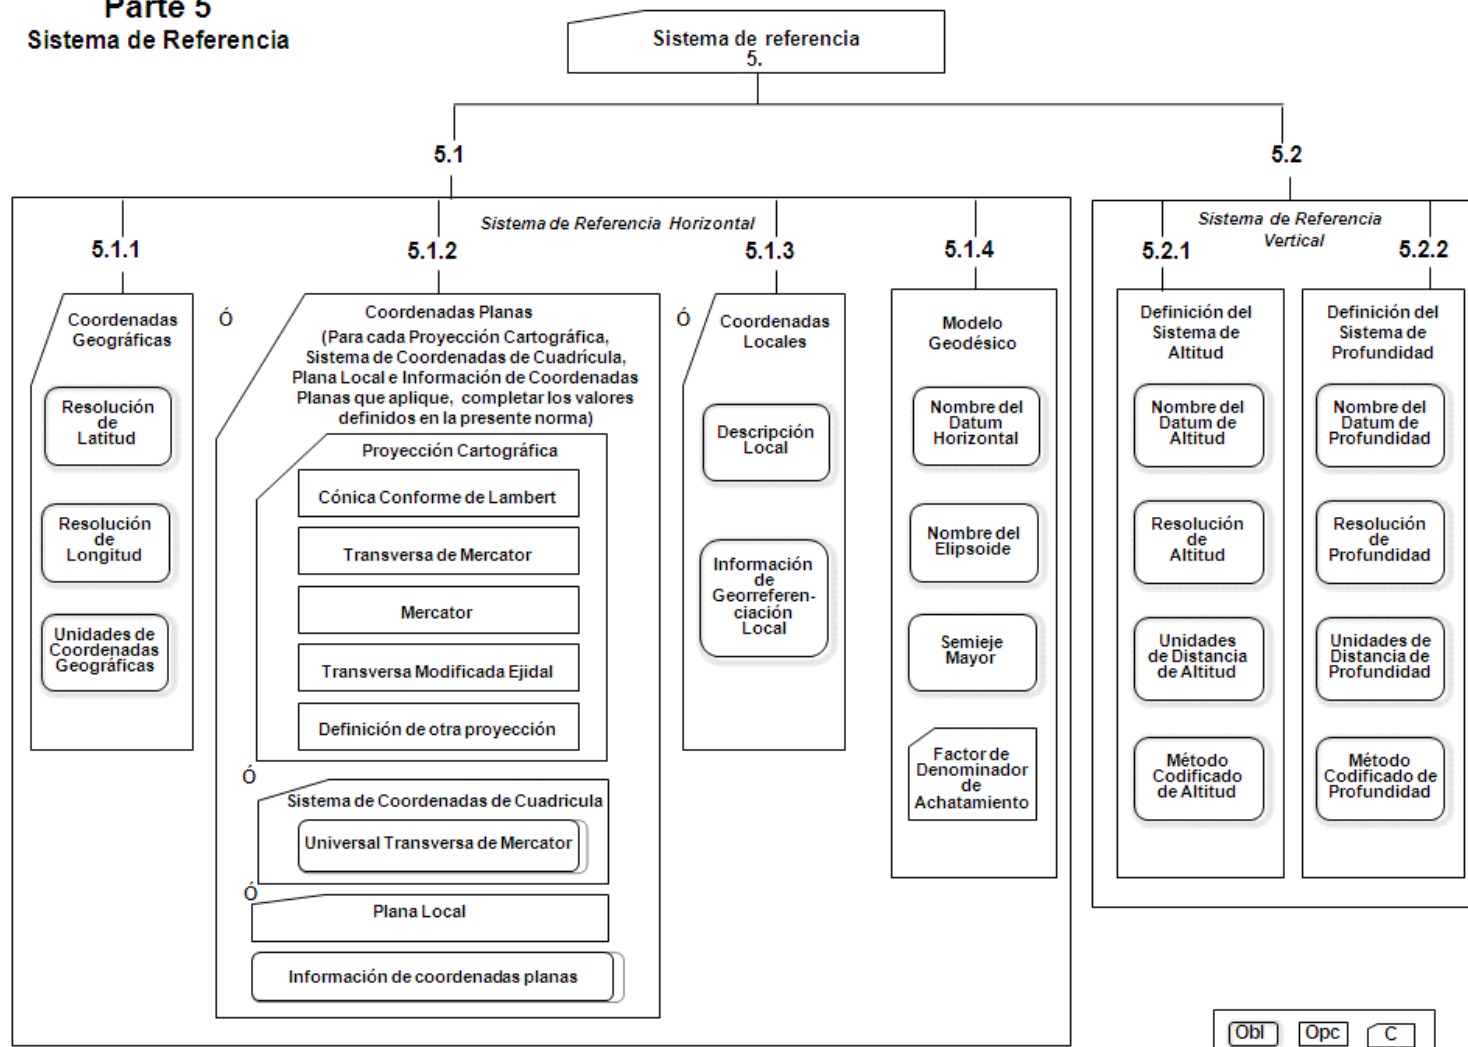 Parte 5
Sistema de Referencia
Sistema de referencia
5.
5.1
5.2
Sistema de Referencia Horizontal
5.1.1
5.1.2
5.1.3
5.1.4
Sistema de Referencia
Vertical
5.2.1
5.2.2
Coordenadas
Geográficas
Resolución
de
Latitud
Resolución
de
Longitud
Unidades de
Coordenadas
Geográficas
Ó
Coordenadas Planas
(Para cada Proyección Cartográfica,
Sistema de Coordenadas de Cuadrícula,
Plana Local e Información de Coordenadas
Planas que aplique, completar los valores
definidos en la presente norma)
Proyección Cartográfica
Cónica Conforme de Lambert
Transversa de Mercator
Mercator
Transversa Modificada Ejidal
Definición de otra proyección
Ó
Sistema de Coordenadas de Cuadricula
Universal Transversa de Mercator
Ó
Plana Local
Información de coordenadas planas
Ó
Coordenadas
Locales
Descripción
Local
Información
de
Georreferen-
ciación
Local
Modelo
Geodésico
Nombre del
Datum
Horizontal
Nombre del
Elipsoide
Semieje
Mayor
Factor de
Denominador
de
Achatamiento
Definición del
Sistema de
Altitud
Nombre del
Datum de
Altitud
Resolución
de
Altitud
Unidades
de Distancia
de Altitud
Método
Codificado
de Altitud
Definición del
Sistema de
Profundidad
Nombre del
Datum de
Profundidad
Resolución
de
Profundidad
Unidades de
Distancia de
Profundidad
Método
Codificado de
Profundidad
Obl
Opc
C